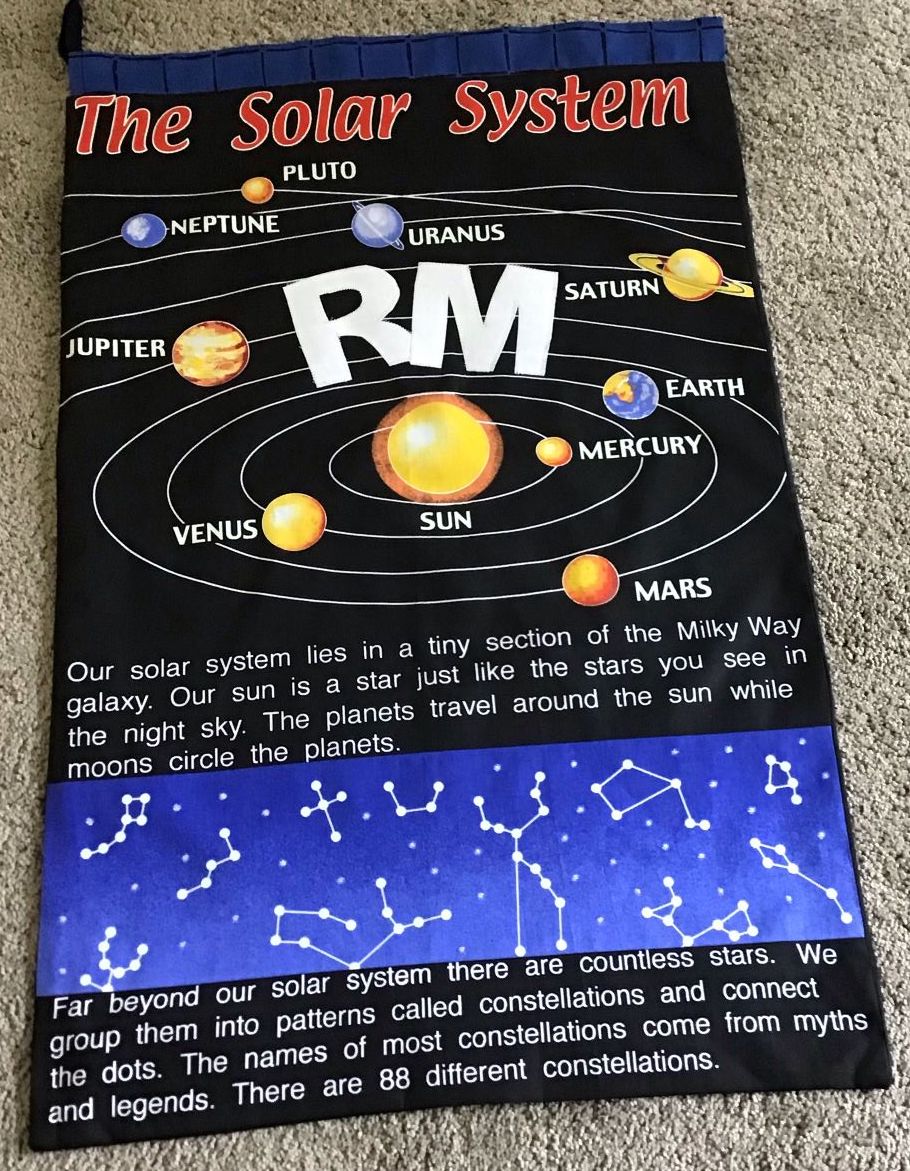 The Solar System
PLUTO
NEPTUNE
URANUS
SATURN
RM
JUPITER
EARTH
MERCURY
SUN
VENUS
MARS
Our solar system lies in a tiny section of the Milky Way
galaxy. Our sun is a star just like the stars you see in
the night sky. The planets travel around the sun while
moons circle the planets.
Far beyond our solar system there are countless stars. We
group them into patterns called constellations and connect
the dots. The names of most constellations come from myths
and legends. There are 88 different constellations.